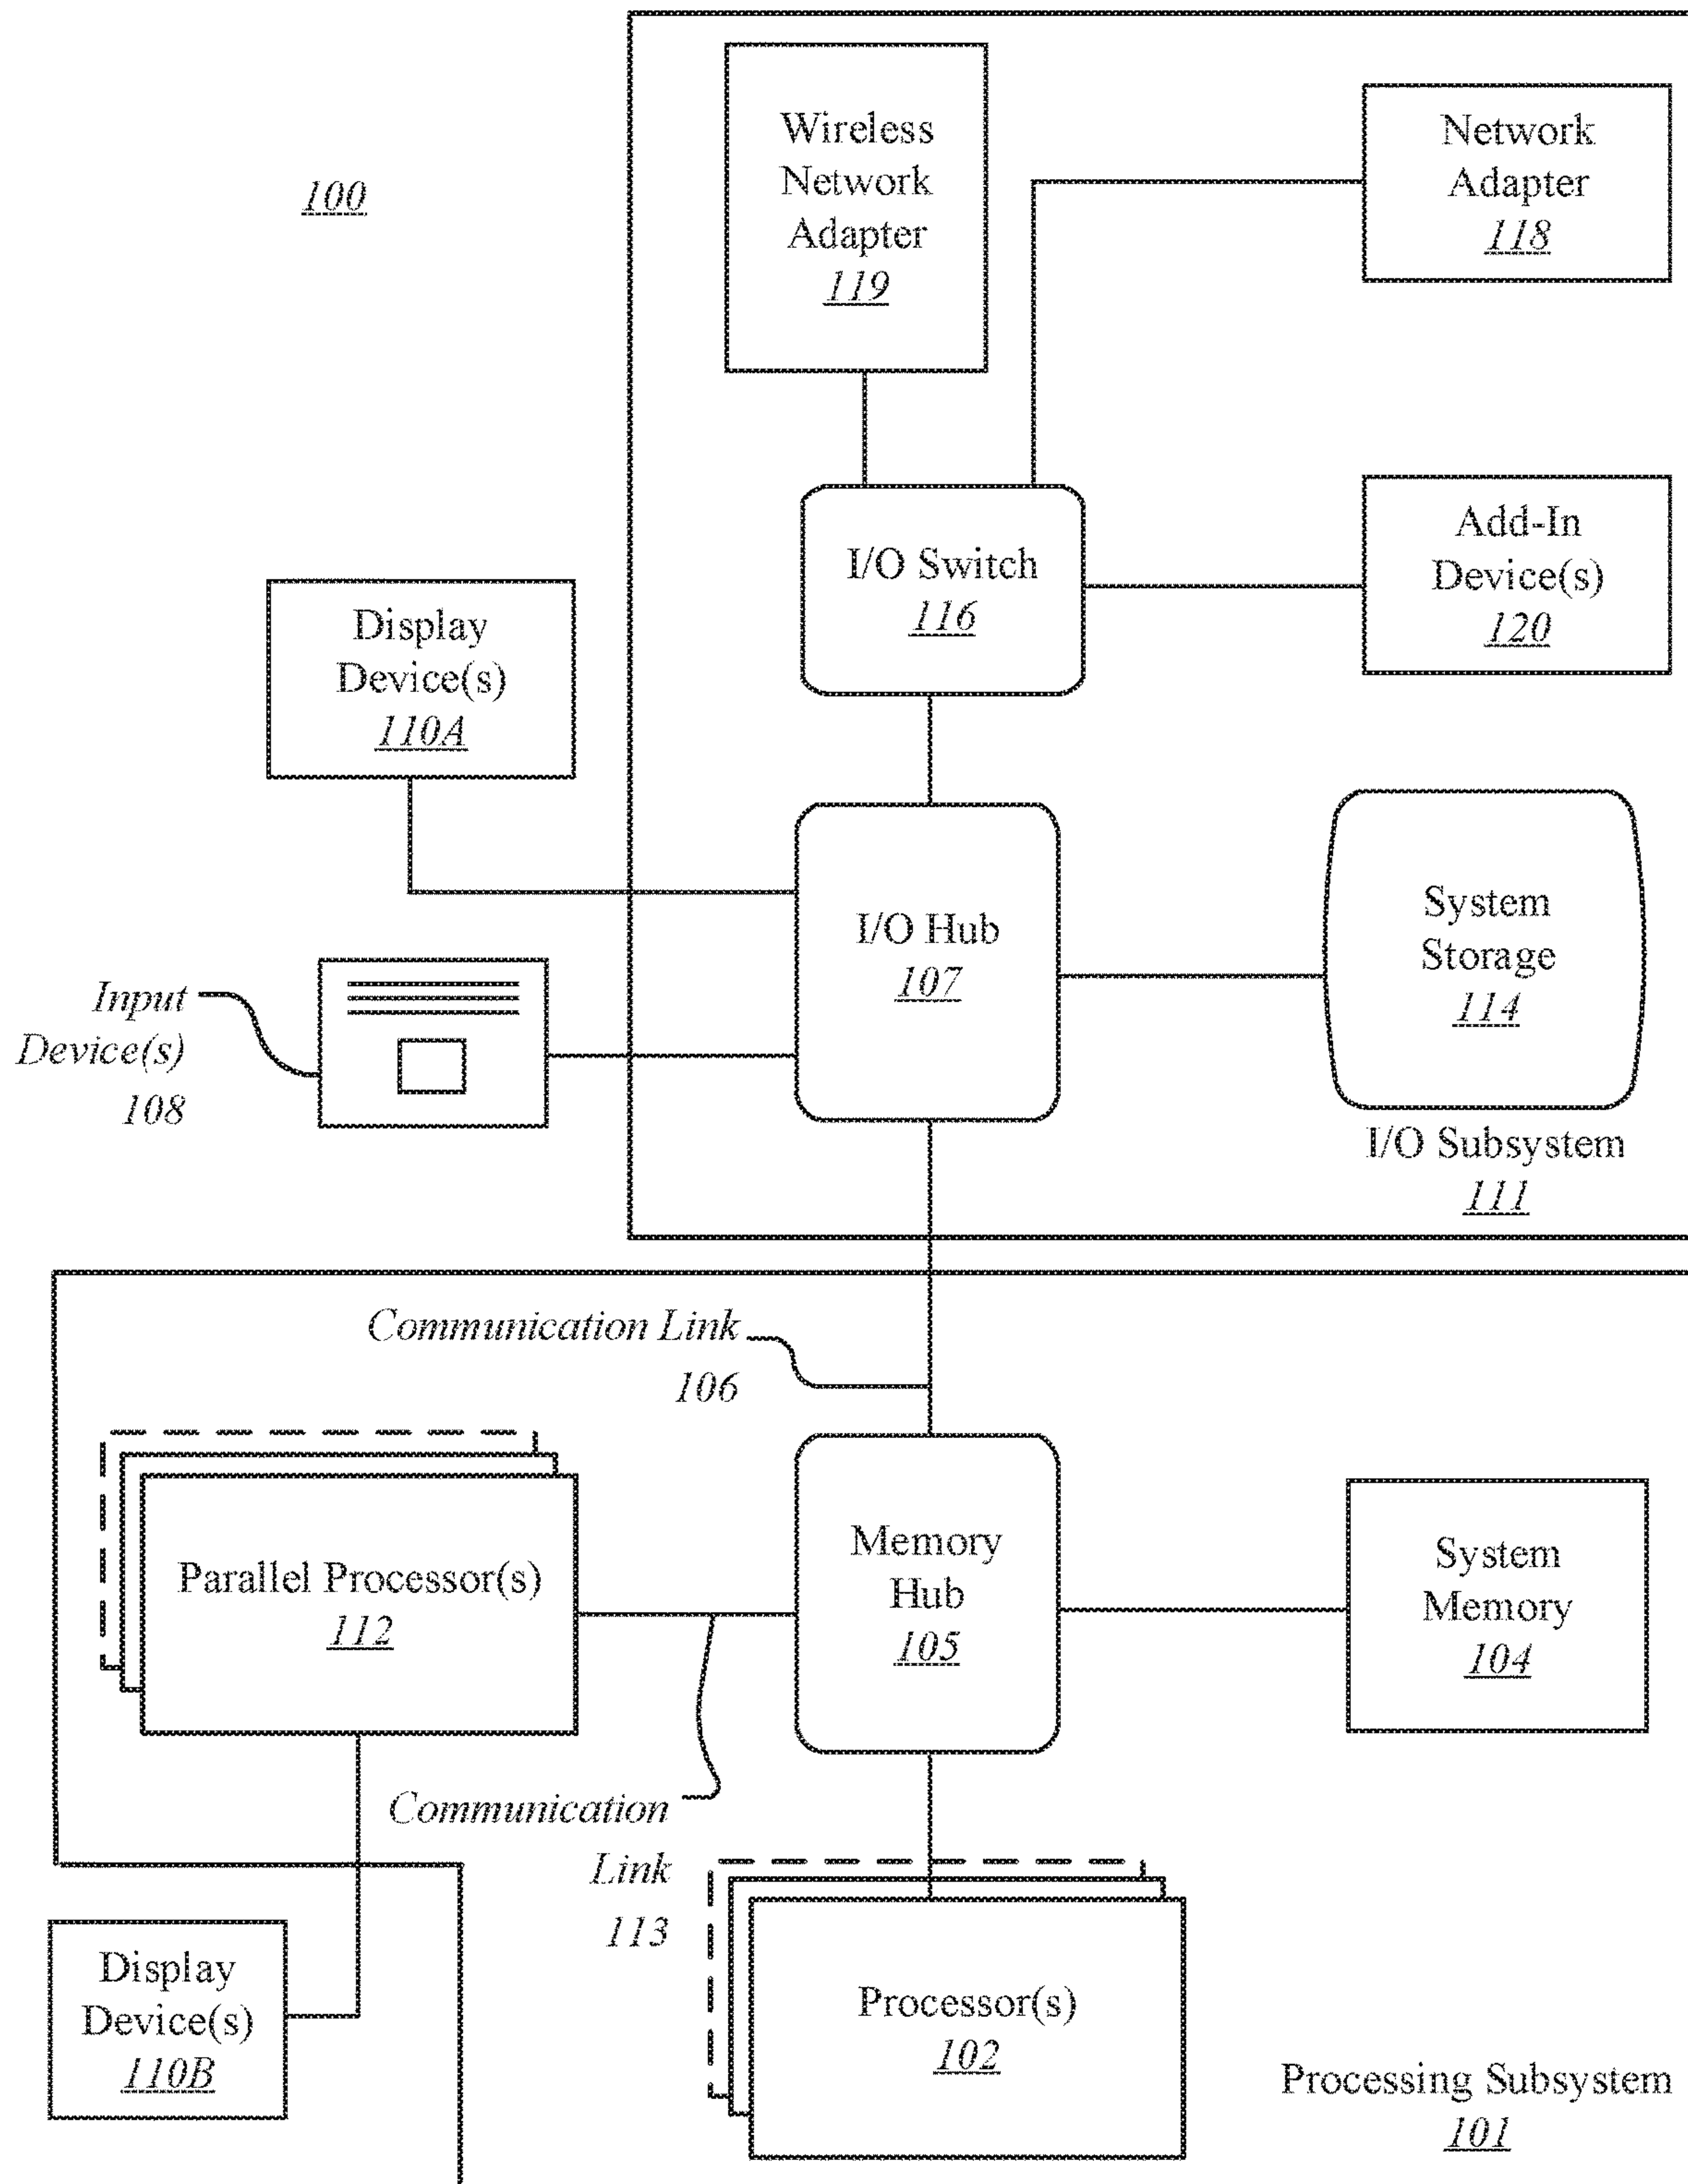 100
Wireless
Network
Adapter
119
Network
Adapter
118
I/O Switch
116
Add-In
Device(s)
120
Display
Device(s)
110A
I/O Hub
107
System
Storage
114
Input
Device(s)
108
I/O Subsystem
111
Communication Link
106
Parallel Processor(s)
112
Memory
Hub
105
System
Memory
104
Communication
Link
113
Display
Device(s)
110B
Processor(s)
102
Processing Subsystem
101